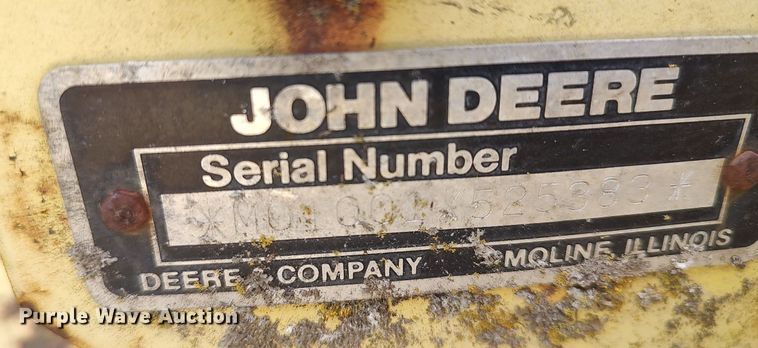 JOHN DEERE
Serial Number
DEERE & COMPANY MOLINE, ILLINOIS
Purple Wave Auction